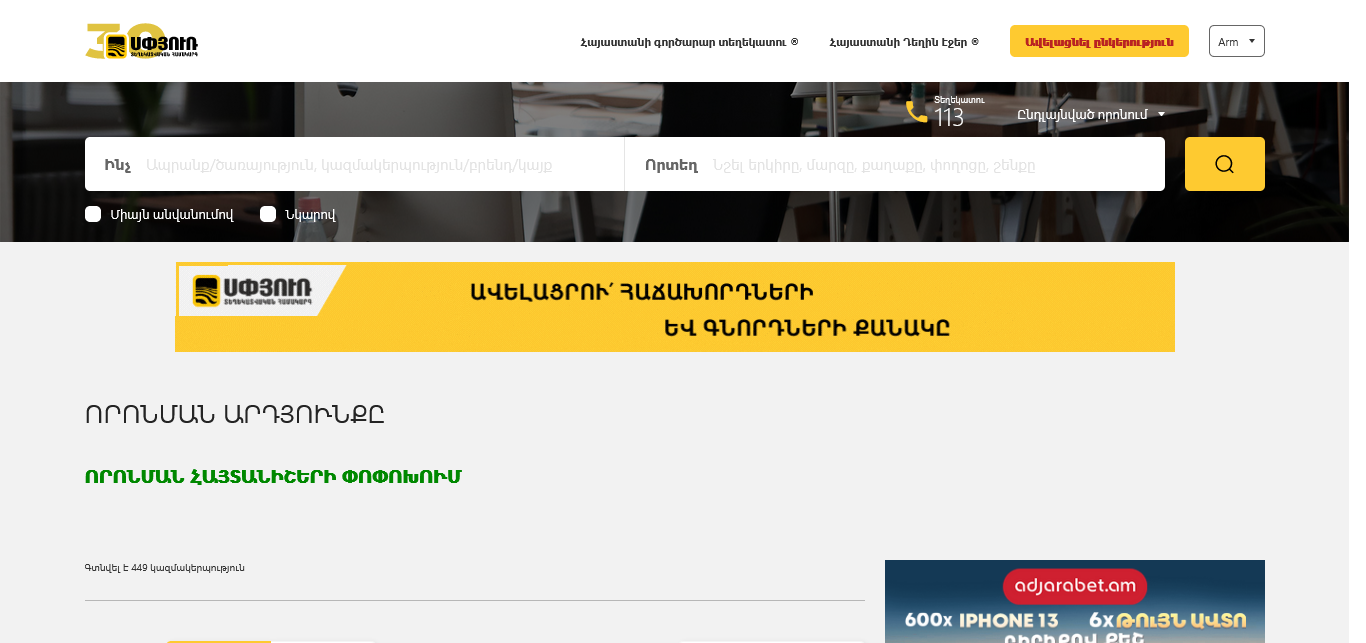 30 ՍՓՅՈՒՌ
ՏԵՂԵԿԱՏՎԱԿԱՆ ՀԱՄԱԿԱՐԳ
Հայաստանի գործարար տեղեկատու ®
Հայաստանի Դեղին էջեր ®
Ավելացնել ընկերություն
Arm
Տեղեկատու
113
Ընդլայնված որոնում
Ինչ Ապրանք/ծառայություն, կազմակերպություն/բրենդ/կայք
Որտեղ Նշել երկիրը, մարզը, քաղաքը, փողոցը, շենքը
Միայն անվանումով
Նկարով
ՍՓՅՈՒՌ
ՏԵՂԵԿԱՏՎԱԿԱՆ ՀԱՄԱԿԱՐԳ
ԱՎԵԼԱՑՐՈՒ՛ ՀԱՃԱԽՈՐԴՆԵՐԻ
ԵՎ ԳՆՈՐԴՆԵՐԻ ՔԱՆԱԿԸ
ՈՐՈՆՄԱՆ ԱՐԴՅՈՒՆՔԸ
ՈՐՈՆՄԱՆ ՀԱՅՏԱՆԻՇԵՐԻ ՓՈՓՈԽՈՒՄ
Գտնվել է 449 կազմակերպություն
adjarabet.am
600x IPHONE 13 6x ԹՈՒՅՆ ԱՎՏՈ